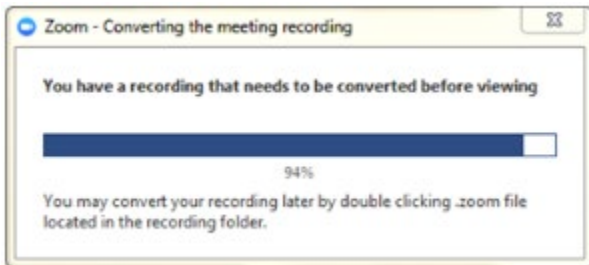 Zoom - Converting the meeting recording
You have a recording that needs to be converted before viewing
94%
You may convert your recording later by double clicking .zoom file
located in the recording folder.